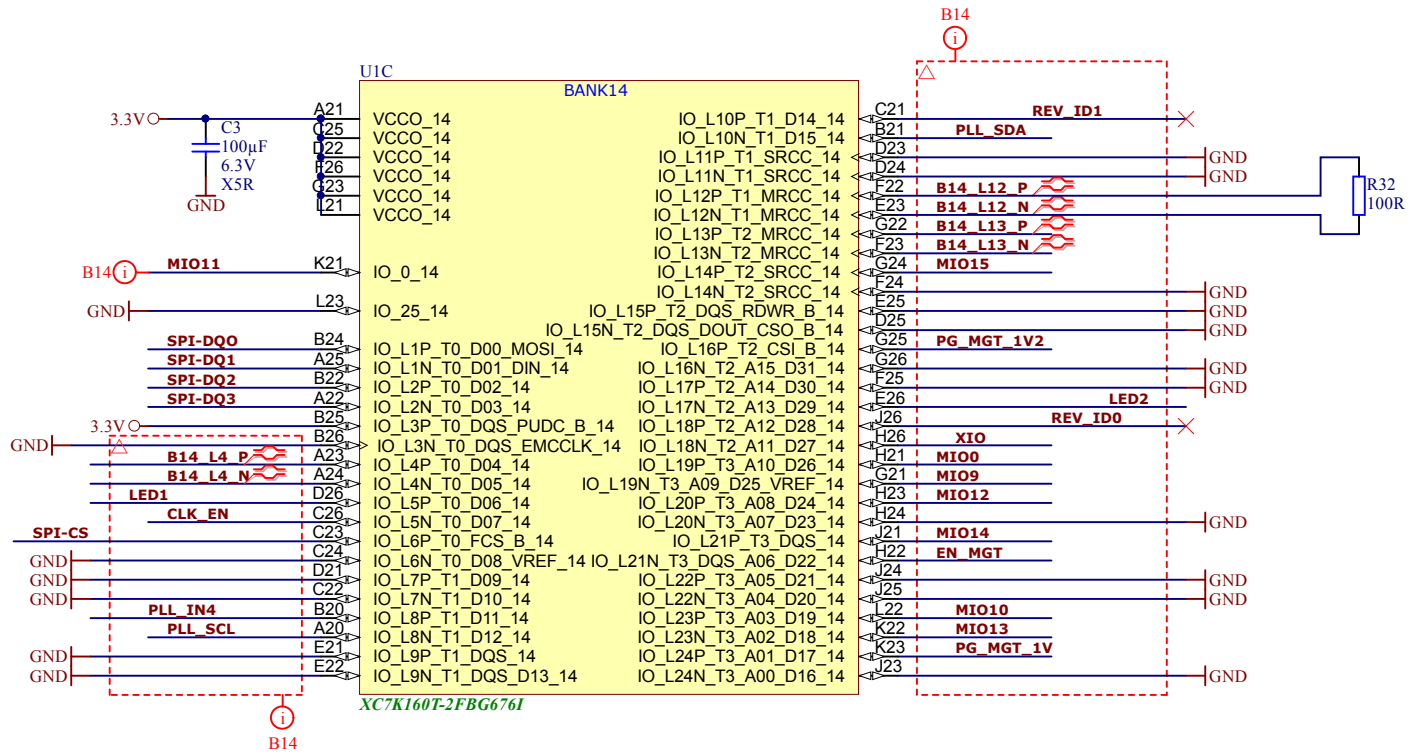 B14
U1C
BANK14
3.3V
C3
100µF
6.3V
X5R
GND
A21 VCCO_14
C25 VCCO_14
D22 VCCO_14
F26 VCCO_14
G23 VCCO_14
L21 VCCO_14
B14 MIO11 K21 IO_0_14
GND L23 IO_25_14
SPI-DQ0 B24 IO_L1P_T0_D00_MOSI_14
SPI-DQ1 A25 IO_L1N_T0_D01_DIN_14
SPI-DQ2 B22 IO_L2P_T0_D02_14
SPI-DQ3 A22 IO_L2N_T0_D03_14
3.3V B25 IO_L3P_T0_DQS_PUDC_B_14
GND B26 IO_L3N_T0_DQS_EMCCLK_14
B14_L4_P A23 IO_L4P_T0_D04_14
B14_L4_N A24 IO_L4N_T0_D05_14
LED1 D26 IO_L5P_T0_D06_14
CLK_EN C26 IO_L5N_T0_D07_14
SPI-CS C23 IO_L6P_T0_FCS_B_14
GND C24 IO_L6N_T0_D08_VREF_14
GND D21 IO_L7P_T1_D09_14
GND C22 IO_L7N_T1_D10_14
PLL_IN4 B20 IO_L8P_T1_D11_14
PLL_SCL A20 IO_L8N_T1_D12_14
GND E21 IO_L9P_T1_DQS_14
GND E22 IO_L9N_T1_DQS_D13_14
IO_L10P_T1_D14_14 C21 REV_ID1
IO_L10N_T1_D15_14 B21 PLL_SDA
IO_L11P_T1_SRCC_14 D23 GND
IO_L11N_T1_SRCC_14 D24 GND
IO_L12P_T1_MRCC_14 F22 B14_L12_P
IO_L12N_T1_MRCC_14 E23 B14_L12_N
R32
100R
IO_L13P_T2_MRCC_14 G22 B14_L13_P
IO_L13N_T2_MRCC_14 F23 B14_L13_N
IO_L14P_T2_SRCC_14 G24 MIO15
IO_L14N_T2_SRCC_14 F24 GND
IO_L15P_T2_DQS_RDWR_B_14 E25 GND
IO_L15N_T2_DQS_DOUT_CSO_B_14 D25 GND
IO_L16P_T2_CSI_B_14 G25 PG_MGT_1V2
IO_L16N_T2_A15_D31_14 G26 GND
IO_L17P_T2_A14_D30_14 F25 GND
IO_L17N_T2_A13_D29_14 E26 LED2
IO_L18P_T2_A12_D28_14 J26 REV_ID0
IO_L18N_T2_A11_D27_14 H26 XIO
IO_L19P_T3_A10_D26_14 H21 MIO0
IO_L19N_T3_A09_D25_VREF_14 G21 MIO9
IO_L20P_T3_A08_D24_14 H23 MIO12
IO_L20N_T3_A07_D23_14 H24 GND
IO_L21P_T3_DQS_14 J21 MIO14
IO_L21N_T3_DQS_A06_D22_14 H22 EN_MGT
IO_L22P_T3_A05_D21_14 J24 GND
IO_L22N_T3_A04_D20_14 J25 GND
IO_L23P_T3_A03_D19_14 L22 MIO10
IO_L23N_T3_A02_D18_14 K22 MIO13
IO_L24P_T3_A01_D17_14 K23 PG_MGT_1V
IO_L24N_T3_A00_D16_14 J23 GND
XC7K160T-2FBG676I
B14